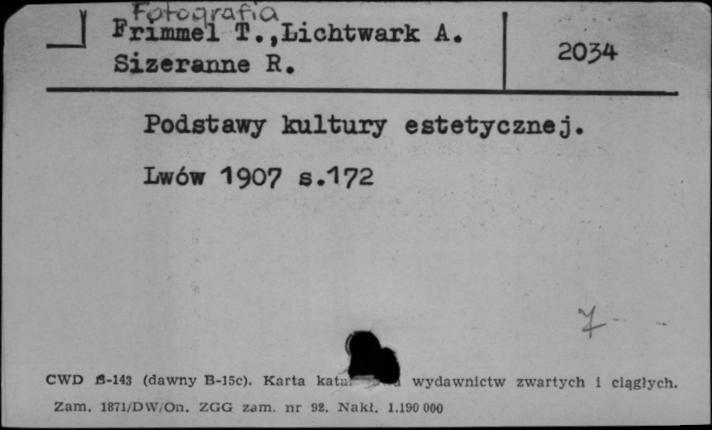 Fotografia
Frimmel T.,Lichtwark A.
Sizeranne R.
2034
Podstawy kultury estetycznej.
Lwów 1907 s.172
7
CWD B-143 (dawny B-15c). Karta wydawnictw zwartych i ciągłych.
Zam. 1871/DW/On. ZGG zam. nr 92. Nakł. 1.190 000